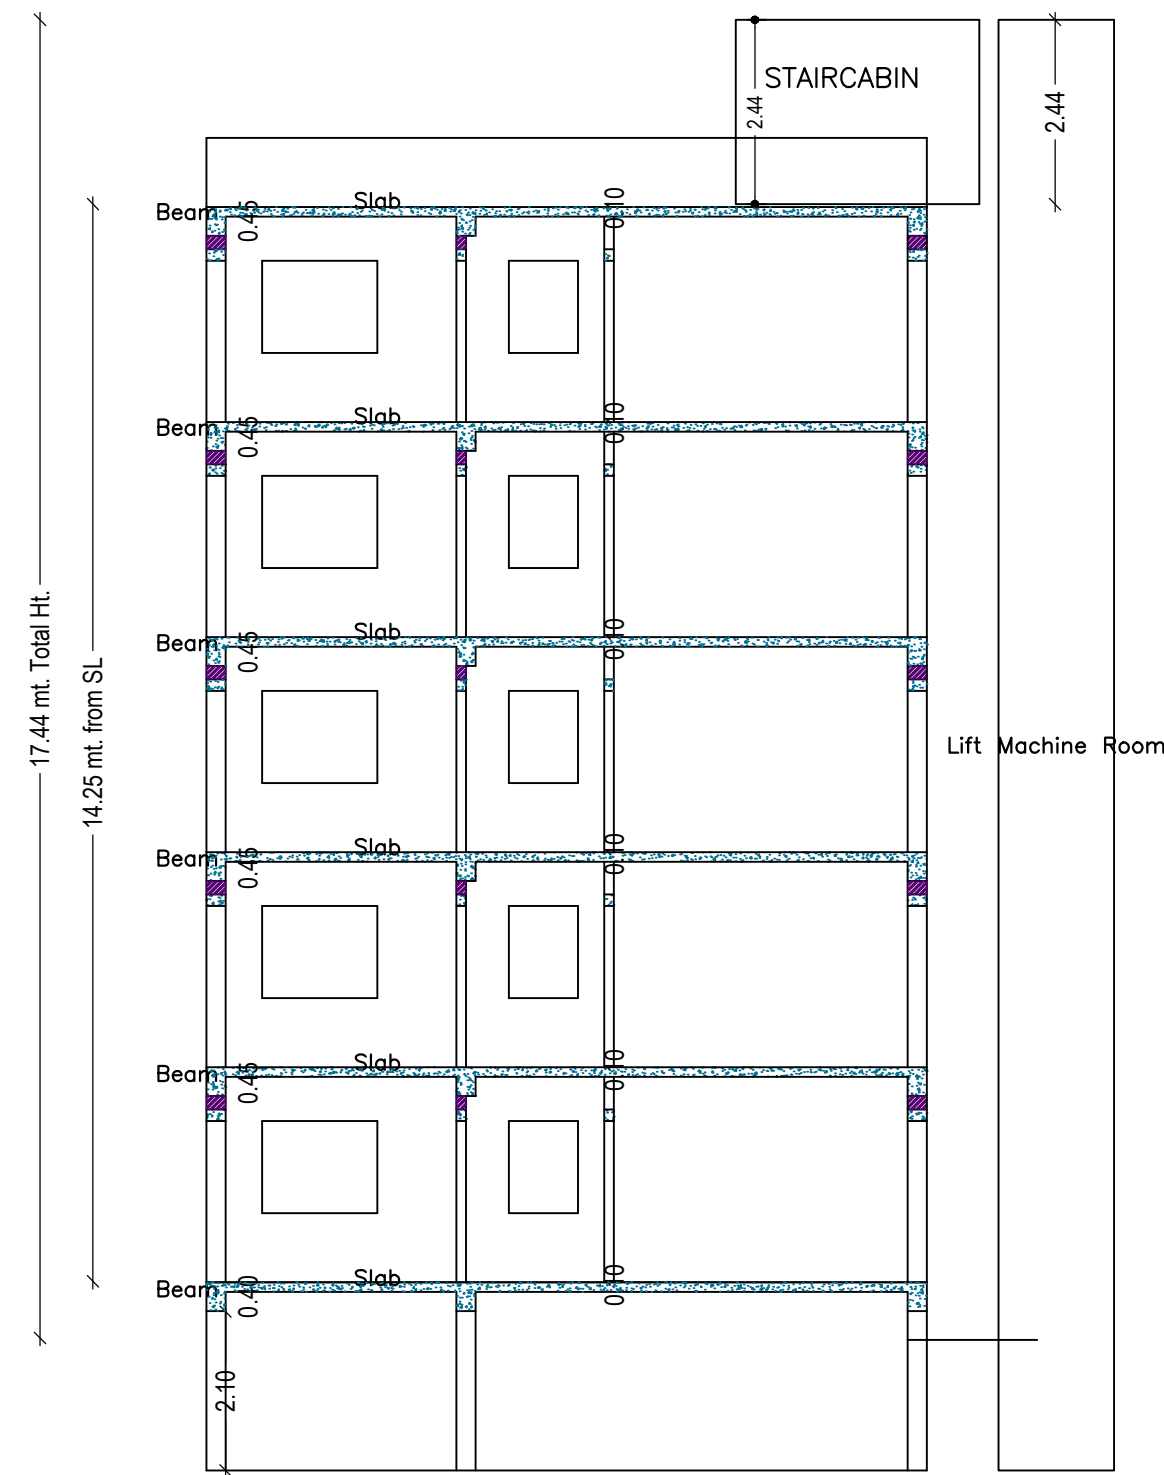 STAIRCABIN
2.44
2.44
Slab
Beam
0.45
0.10
Slab
Beam
0.45
0.10
17.44 mt. Total Ht.
14.25 mt. from SL
Slab
Beam
0.45
0.10
Lift Machine Room
Slab
Beam
0.45
0.10
Slab
Beam
0.45
0.10
Slab
Beam
0.40
0.10
2.10